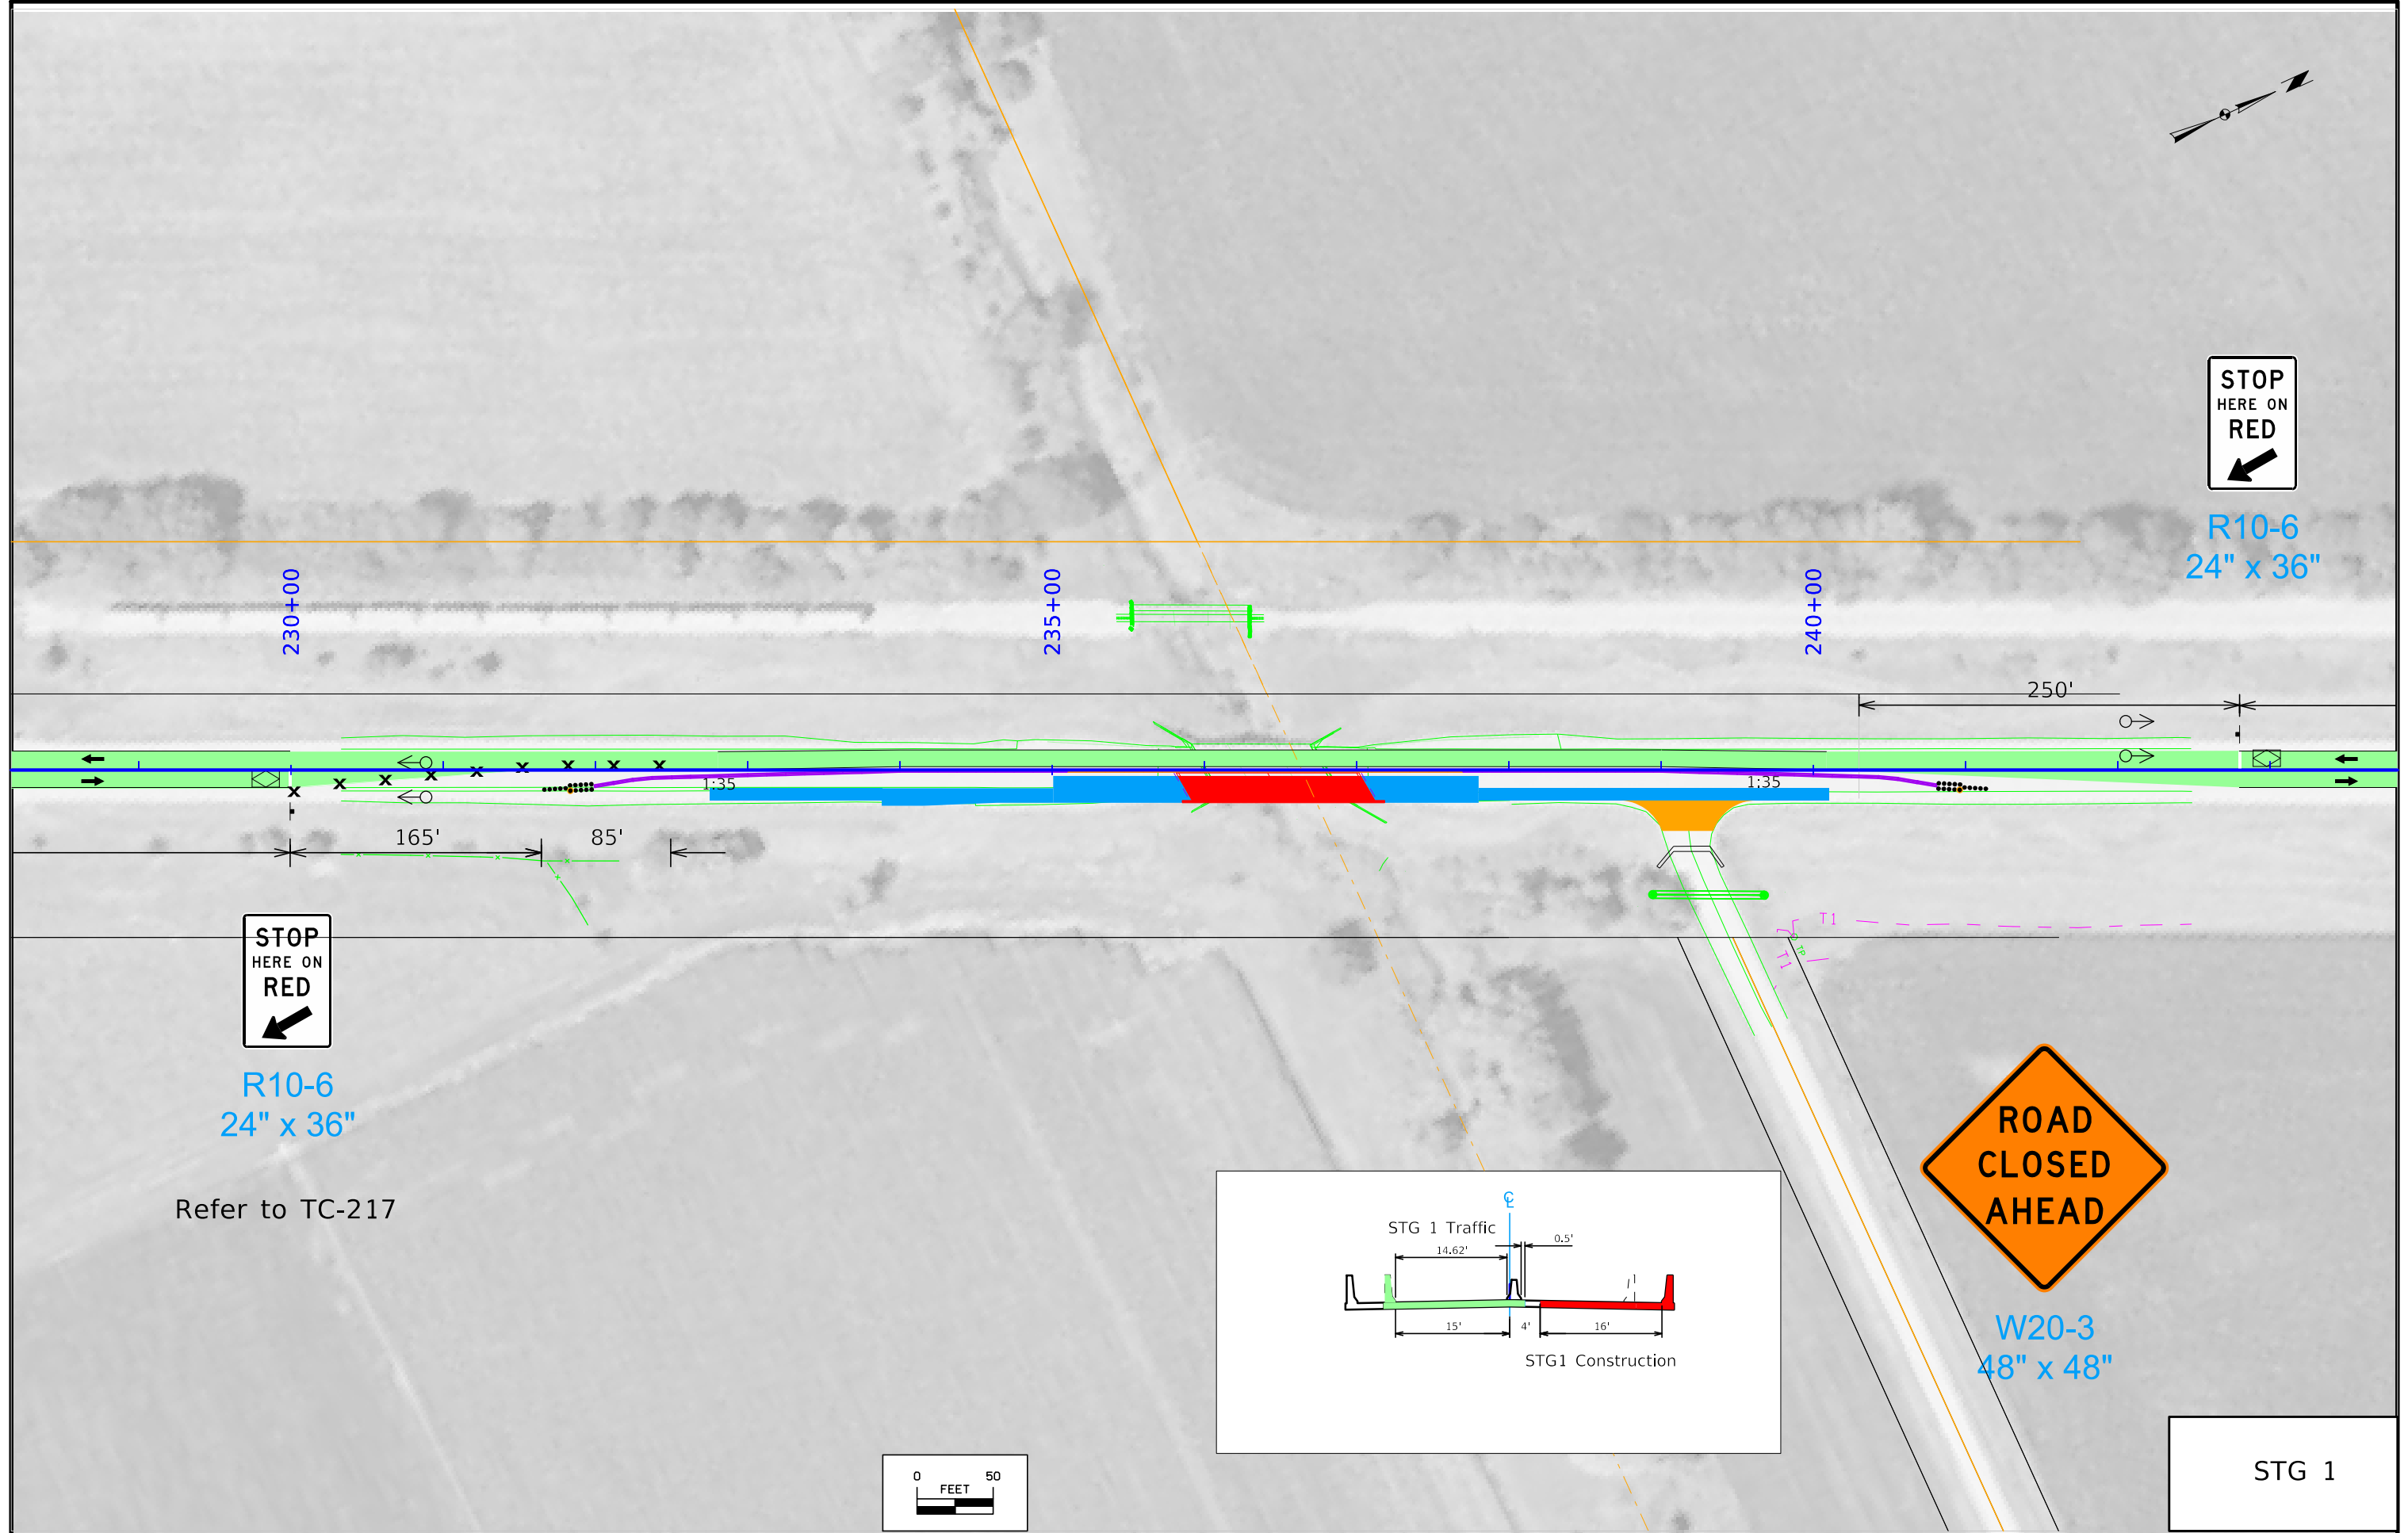 STOP
HERE ON
RED
R10-6
24" x 36"
230+00
235+00
240+00
250'
1:35
1:35
165'
85'
T1
TP
T1
STOP
HERE ON
RED
R10-6
24" x 36"
Refer to TC-217
ROAD
CLOSED
AHEAD
W20-3
48" x 48"
℄
STG 1 Traffic
14.62'
0.5'
15'
4'
16'
STG1 Construction
0 50
FEET
STG 1